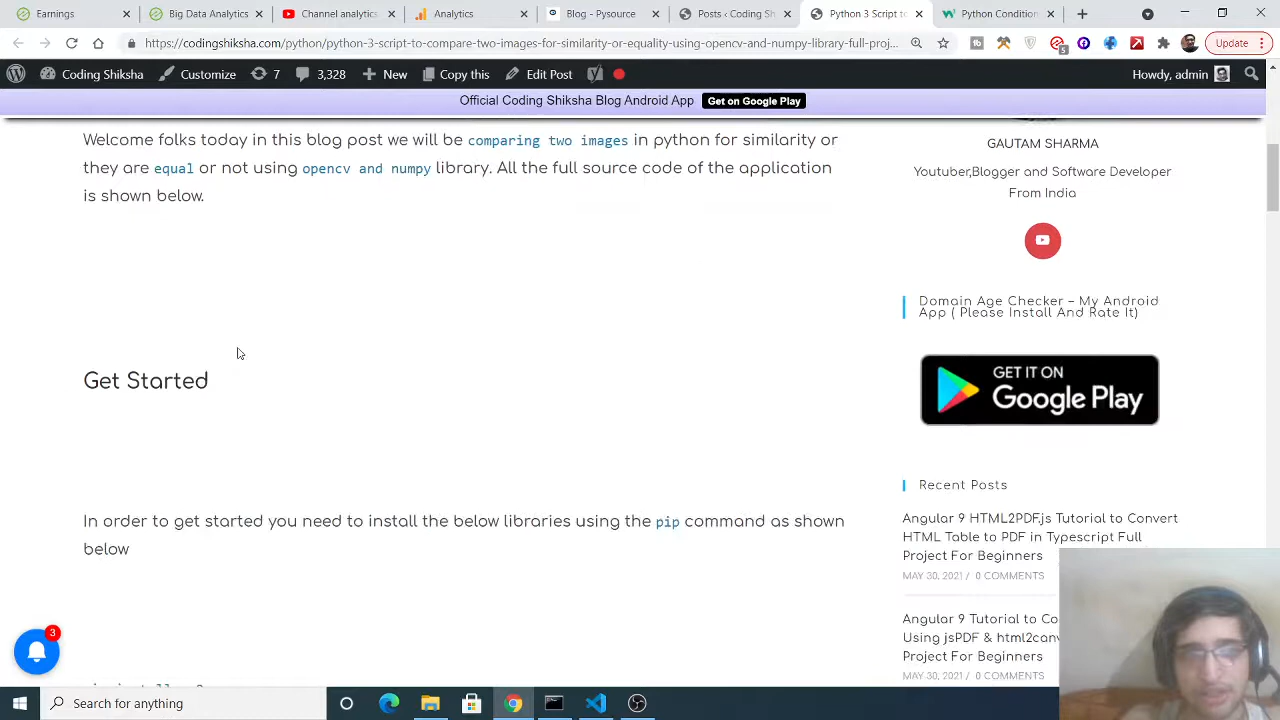 Earnings
Big Data Analytics
Channel analytics
Analytics
Blog - Pysource
Posts ‹ Coding Sh
Python 3 Script to
Python Condition
https://codingshiksha.com/python/python-3-script-to-compare-two-images-for-similarity-or-equality-using-opencv-and-numpy-library-full-proj...
5
Update
Coding Shiksha
Customize
7
3,328
New
Copy this
Edit Post
Howdy, admin
Official Coding Shiksha Blog Android App
Get on Google Play
Welcome folks today in this blog post we will be comparing two images in python for similarity or
they are equal or not using opencv and numpy library. All the full source code of the application
is shown below.
Get Started
In order to get started you need to install the below libraries using the pip command as shown
below
GAUTAM SHARMA
Youtuber,Blogger and Software Developer
From India
Domain Age Checker – My Android
App ( Please Install And Rate It)
GET IT ON
Google Play
Recent Posts
Angular 9 HTML2PDF.js Tutorial to Convert
HTML Table to PDF in Typescript Full
Project For Beginners
MAY 30, 2021 / 0 COMMENTS
Angular 9 Tutorial to Co
Using jsPDF & html2canv
Project For Beginners
MAY 30, 2021 / 0 COMMENTS
3
Search for anything